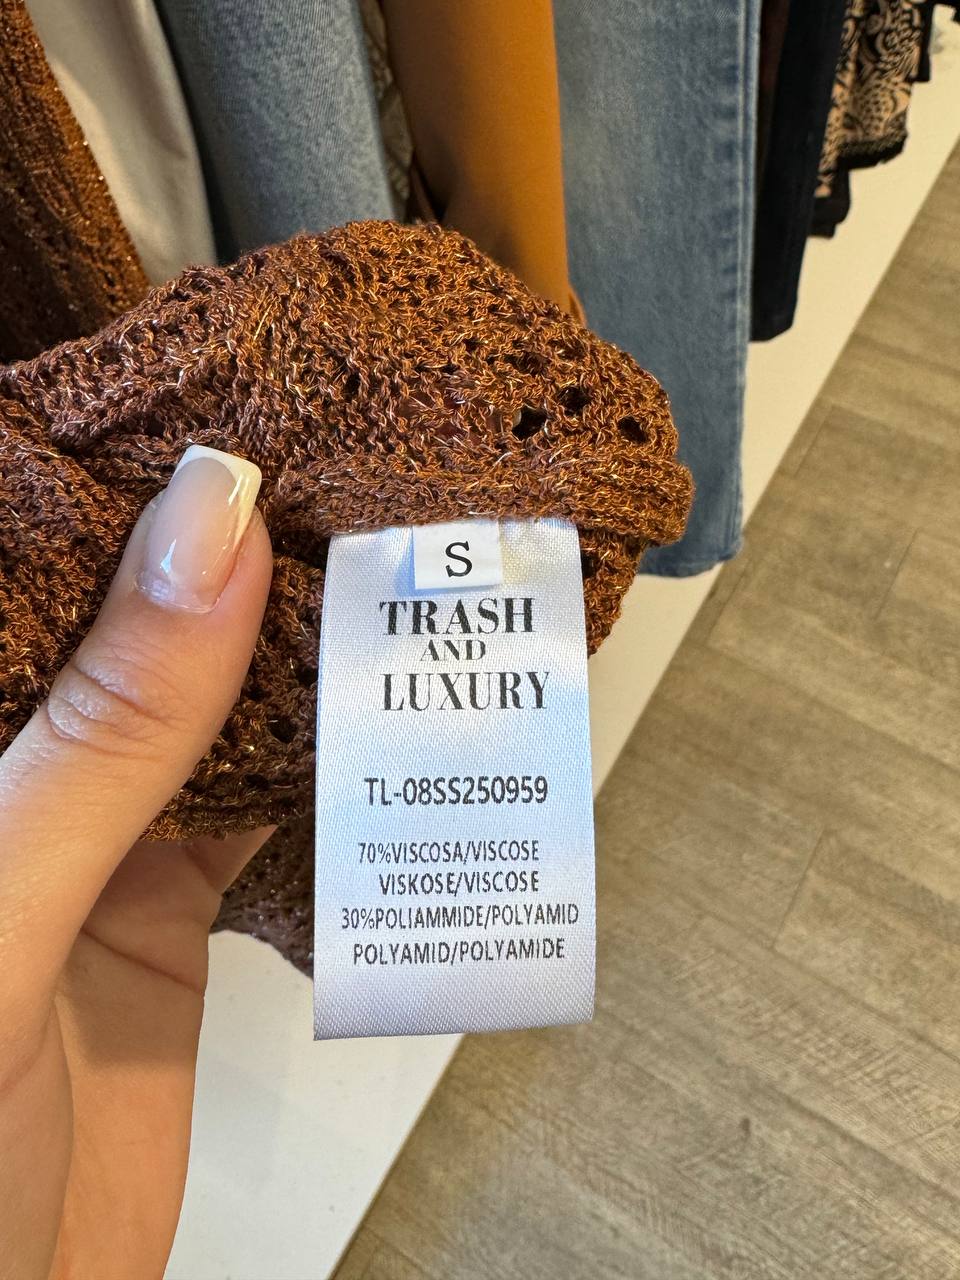 S
TRASH
AND
LUXURY
TL-08SS250959
70%VISCOSA/VISCOSE
VISKOSE/VISCOSE
30%POLIAMMIDE/POLYAMID
POLYAMID/POLYAMIDE